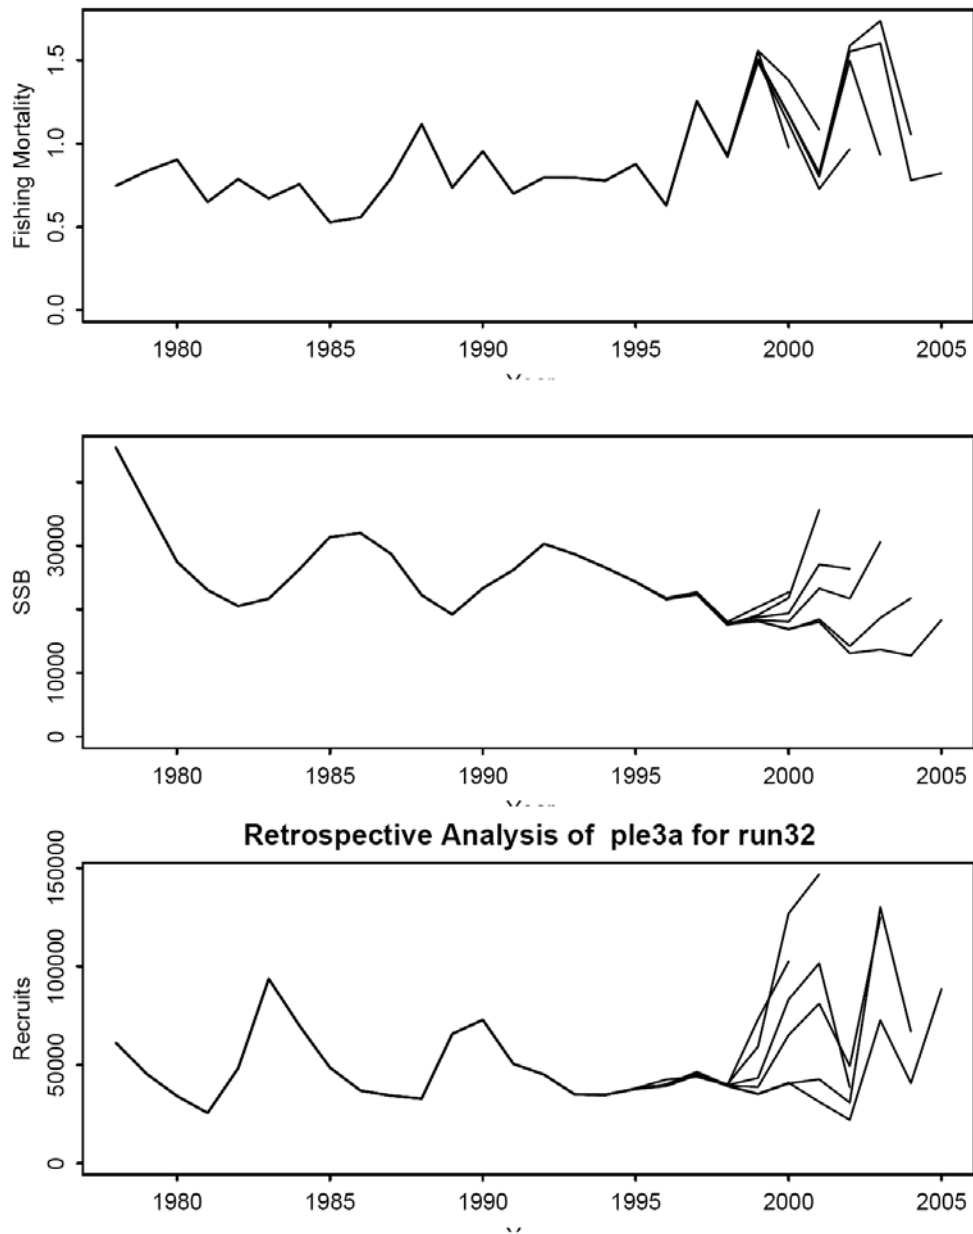 Fishing Mortality
1.5
1.0
0.5
0.0
1980 1985 1990 1995 2000 2005
SSB
30000
10000
0
1980 1985 1990 1995 2000 2005
Retrospective Analysis of ple3a for run32
Recruits
150000
100000
50000
0
1980 1985 1990 1995 2000 2005